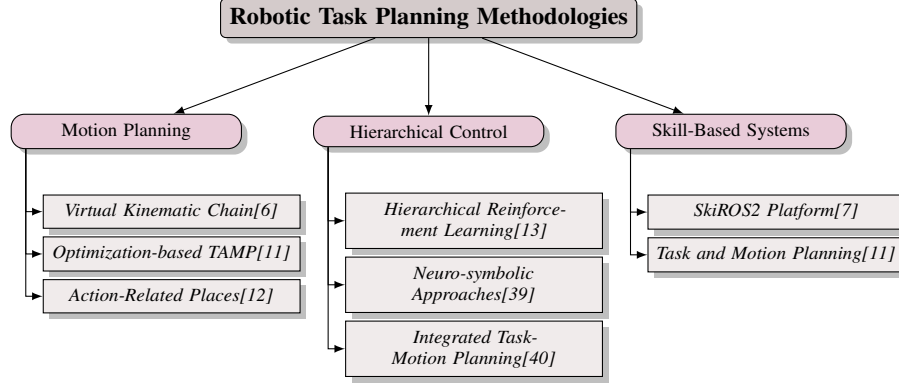 Robotic Task Planning Methodologies
Motion Planning
Virtual Kinematic Chain[6]
Optimization-based TAMP[11]
Action-Related Places[12]
Hierarchical Control
Hierarchical Reinforce-
ment Learning[13]
Neuro-symbolic
Approaches[39]
Integrated Task-
Motion Planning[40]
Skill-Based Systems
SkiROS2 Platform[7]
Task and Motion Planning[11]